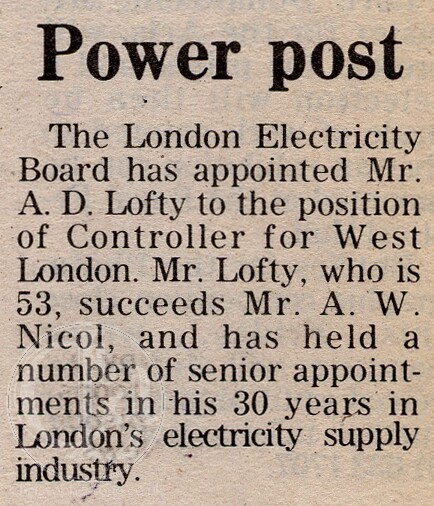 Power post
The London Electricity
Board has appointed Mr.
A. D. Lofty to the position
of Controller for West
London. Mr. Lofty, who is
53, succeeds Mr. A. W.
Nicol, and has held a
number of senior appoint-
ments in his 30 years in
London's electricity supply
industry.